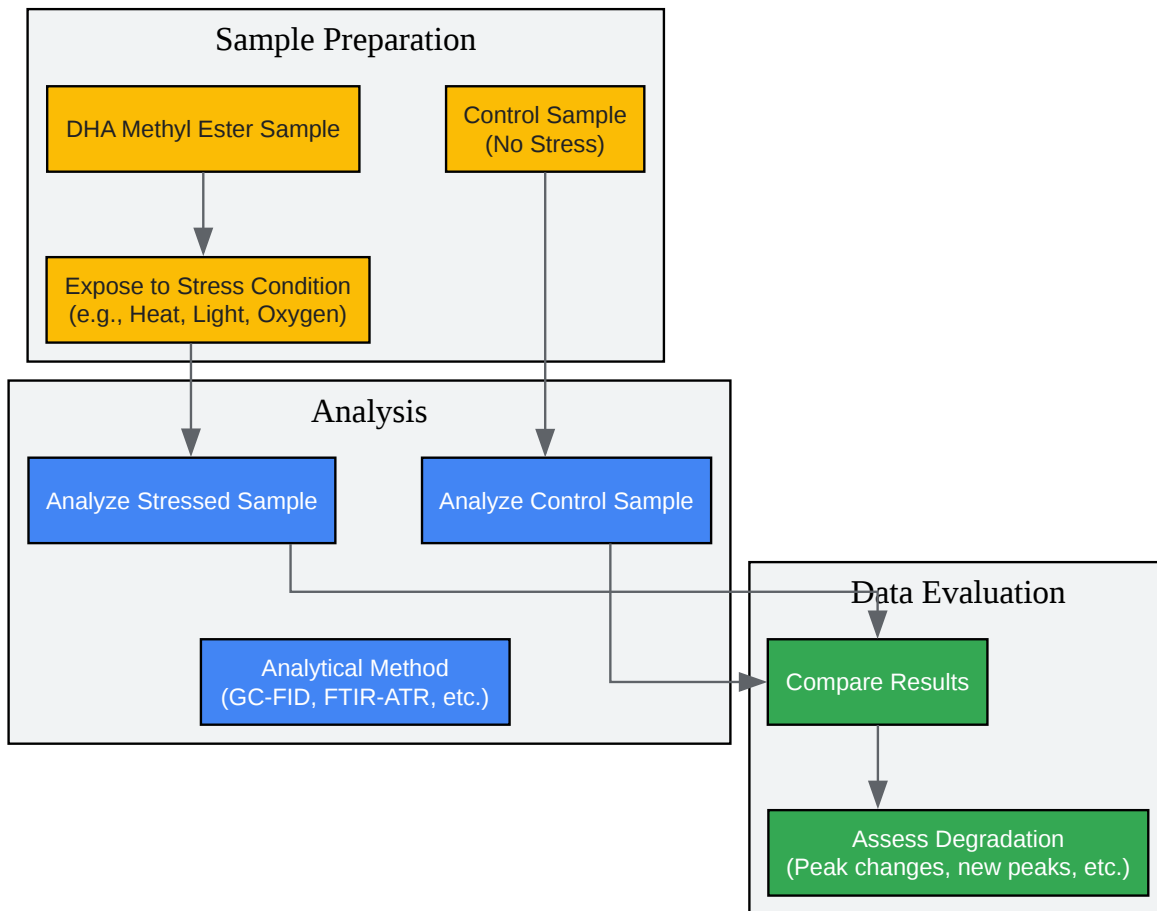 Sample Preparation
DHA Methyl Ester Sample
Control Sample
(No Stress)
Expose to Stress Condition
(e.g., Heat, Light, Oxygen)
Analysis
Analyze Stressed Sample
Analyze Control Sample
Analytical Method
(GC-FID, FTIR-ATR, etc.)
Data Evaluation
Compare Results
Assess Degradation
(Peak changes, new peaks, etc.)